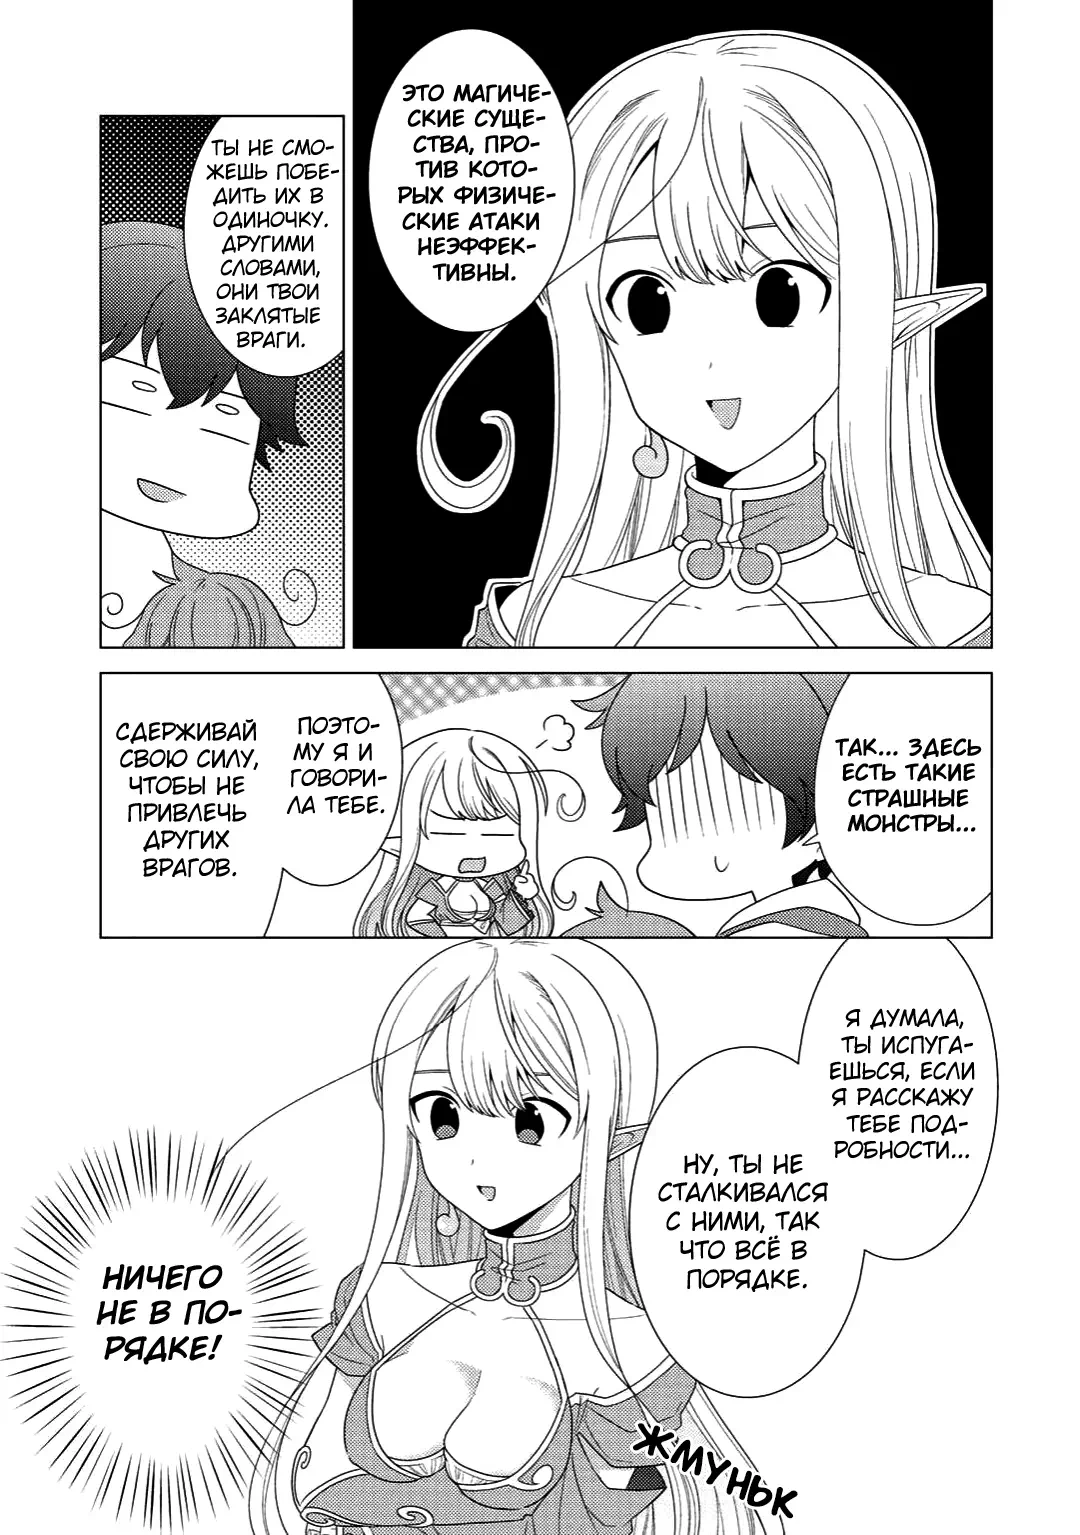 ЭТО МАГИЧЕ-
СКИЕ СУЩЕ-
СТВА, ПРО-
ТИВ КОТО-
РЫХ ФИЗИЧЕ-
СКИЕ АТАКИ
НЕЭФФЕК-
ТИВНЫ.
ТЫ НЕ СМО-
ЖЕШЬ ПОБЕ-
ДИТЬ ИХ В
ОДИНОЧКУ.
ДРУГИМИ
СЛОВАМИ,
ОНИ ТВОИ
ЗАКЛЯТЫЕ
ВРАГИ.
ТАК... ЗДЕСЬ
ЕСТЬ ТАКИЕ
СТРАШНЫЕ
МОНСТРЫ...
ПОЭТО-
МУ Я И
ГОВОРИ-
ЛА ТЕБЕ.
СДЕРЖИВАЙ
СВОЮ СИЛУ,
ЧТОБЫ НЕ
ПРИВЛЕЧЬ
ДРУГИХ
ВРАГОВ.
Я ДУМАЛА,
ТЫ ИСПУГА-
ЕШЬСЯ, ЕСЛИ
Я РАССКАЖУ
ТЕБЕ ПОД-
РОБНОСТИ...
НУ, ТЫ НЕ
СТАЛКИВАЛСЯ
С НИМИ, ТАК
ЧТО ВСЁ В
ПОРЯДКЕ.
НИЧЕГО
НЕ В ПО-
РЯДКЕ!
ЖМУНЬК